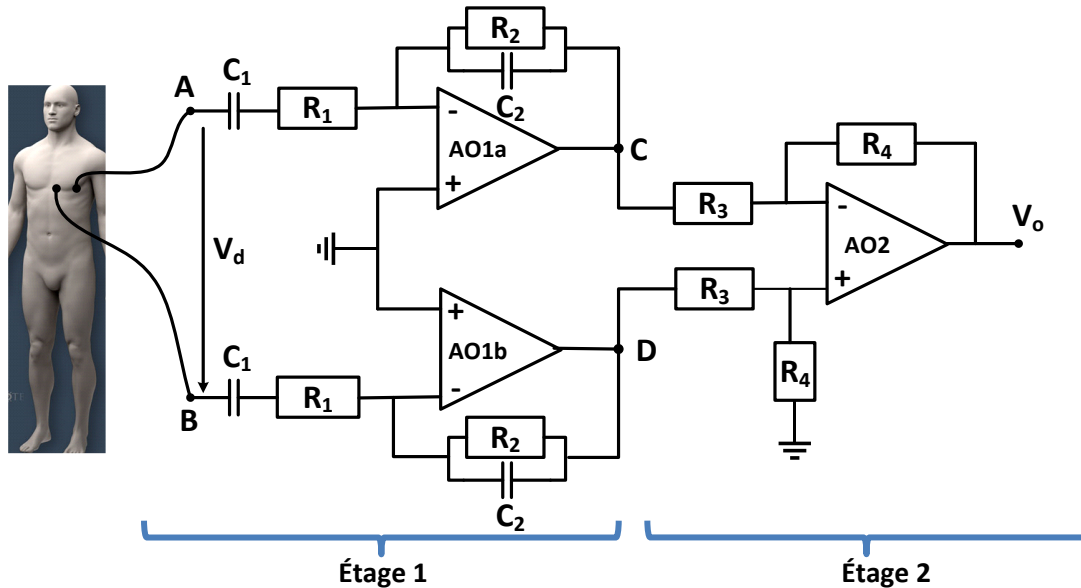 R₂
C₂
C₁
A
R₁
-
AO1a
+
C
R₄
R₃
-
AO2
+
Vₒ
V_d
R₃
+
AO1b
-
D
R₄
C₁
B
R₁
R₂
C₂
Étage 1
Étage 2